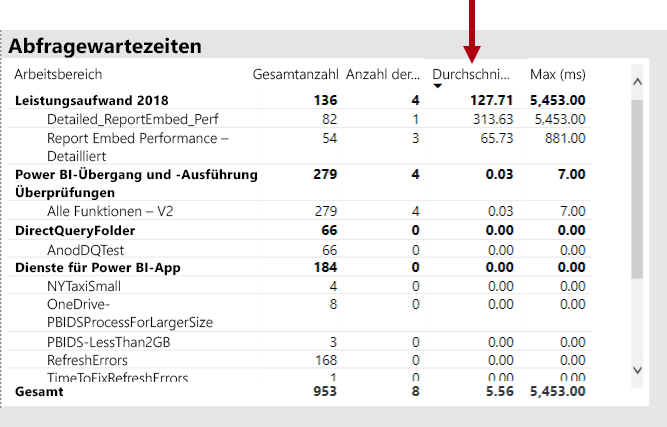 Abfragewartezeiten
Arbeitsbereich Gesamtanzahl Anzahl der... Durchschni... Max (ms)
Leistungsaufwand 2018 136 4 127.71 5,453.00
Detailed_ReportEmbed_Perf 82 1 313.63 5,453.00
Report Embed Performance – 54 3 65.73 881.00
Detailliert
Power BI-Übergang und -Ausführung 279 4 0.03 7.00
Überprüfungen
Alle Funktionen – V2 279 4 0.03 7.00
DirectQueryFolder 66 0 0.00 0.00
AnodDQTest 66 0 0.00 0.00
Dienste für Power BI-App 184 0 0.00 0.00
NYTaxiSmall 4 0 0.00 0.00
OneDrive- 8 0 0.00 0.00
PBIDSProcessForLargerSize
PBIDS-LessThan2GB 3 0 0.00 0.00
RefreshErrors 168 0 0.00 0.00
TimeToFixRefreshErrors 1 0 0.00 0.00
Gesamt 953 8 5.56 5,453.00